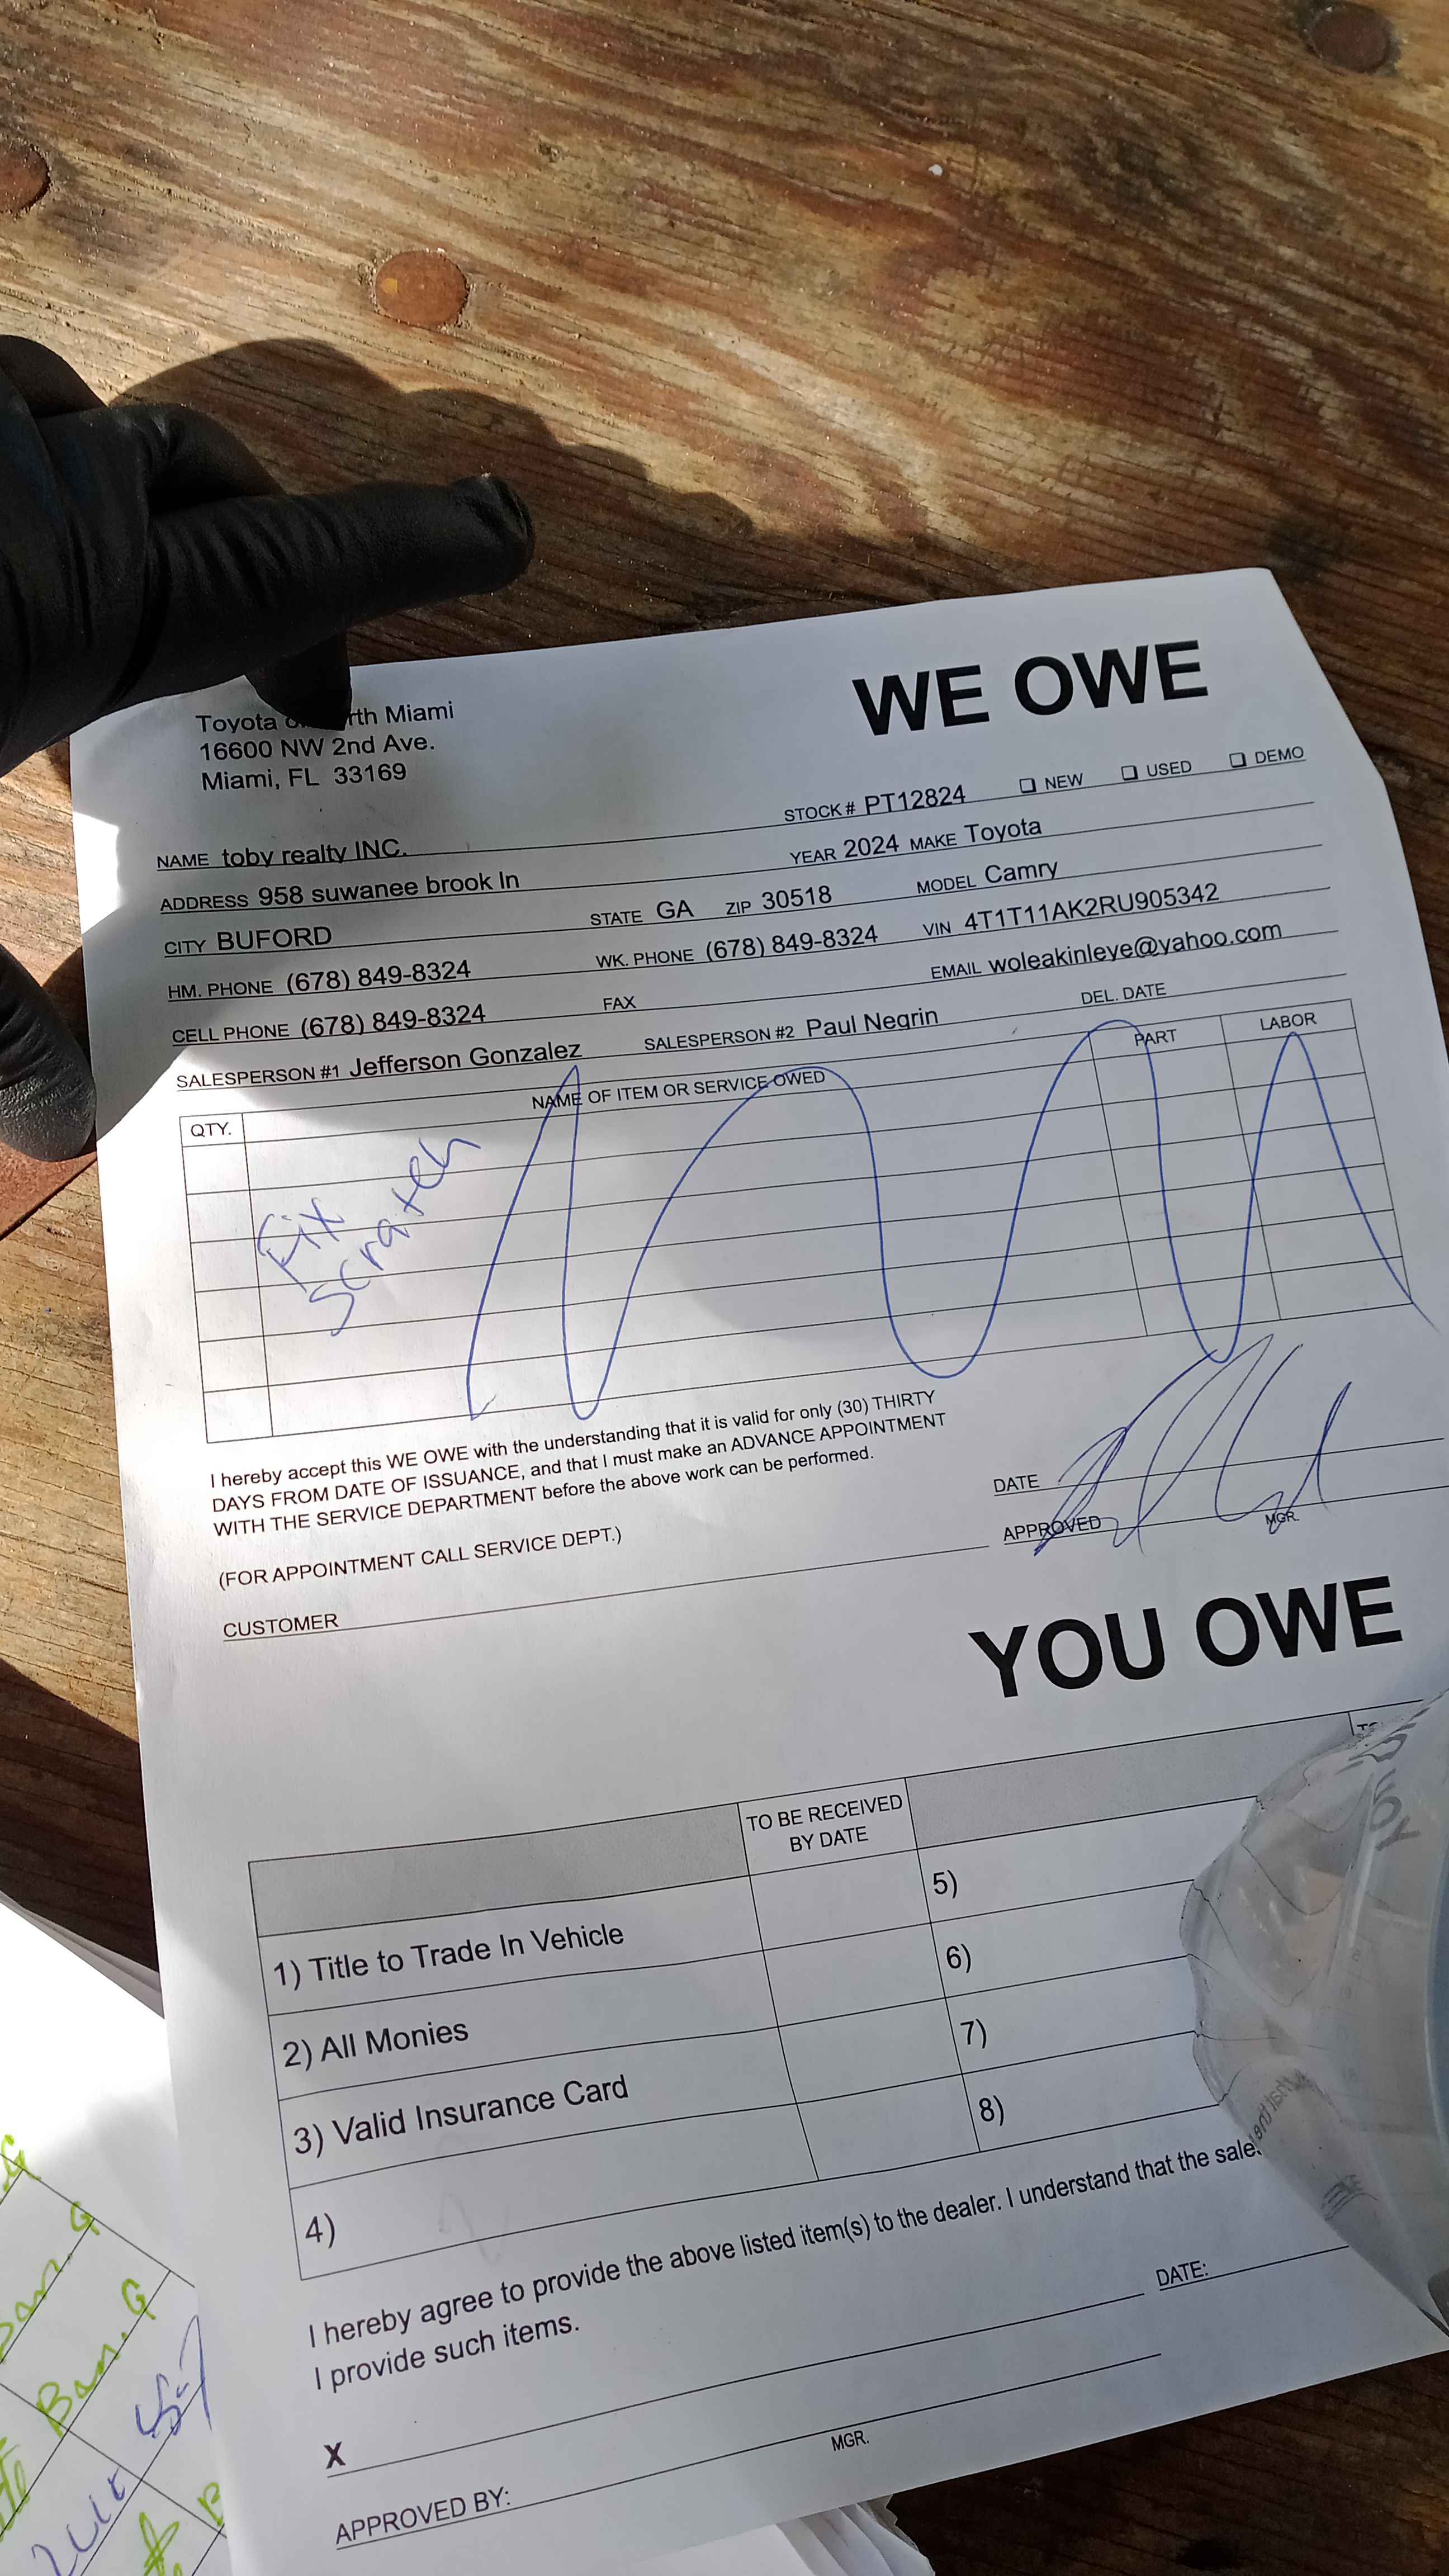 WE OWE
Toyota rth Miami
16600 NW 2nd Ave.
Miami, FL 33169
STOCK # PT12824 NEW USED DEMO
NAME toby realty INC.
YEAR 2024 MAKE Toyota
ADDRESS 958 suwanee brook ln
MODEL Camry
CITY BUFORD STATE GA ZIP 30518
VIN 4T1T11AK2RU905342
HM. PHONE (678) 849-8324 WK. PHONE (678) 849-8324
EMAIL woleakinleye@yahoo.com
CELL PHONE (678) 849-8324 FAX
DEL. DATE
SALESPERSON #1 Jefferson Gonzalez SALESPERSON #2 Paul Negrin
QTY. NAME OF ITEM OR SERVICE OWED PART LABOR
Fix
Scratch
I hereby accept this WE OWE with the understanding that it is valid for only (30) THIRTY
DAYS FROM DATE OF ISSUANCE, and that I must make an ADVANCE APPOINTMENT
WITH THE SERVICE DEPARTMENT before the above work can be performed.
DATE
(FOR APPOINTMENT CALL SERVICE DEPT.)
APPROVED MGR.
CUSTOMER
YOU OWE
TO BE RECEIVED
BY DATE
1) Title to Trade In Vehicle
2) All Monies
3) Valid Insurance Card
4)
5)
6)
7)
8)
I hereby agree to provide the above listed item(s) to the dealer. I understand that the sale
I provide such items.
X
DATE:
APPROVED BY: MGR.
Ban. G